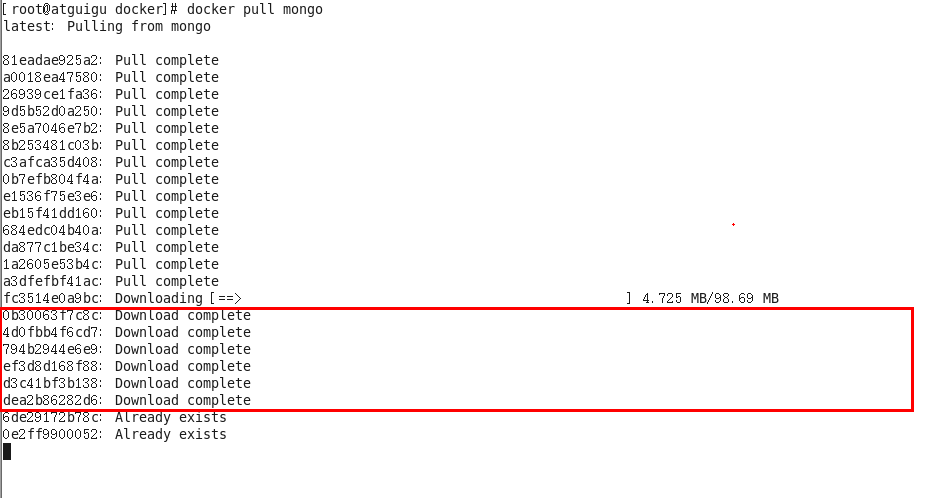 [root@atguigu docker]# docker pull mongo
latest: Pulling from mongo
81eadae925a2: Pull complete
a0018ea47580: Pull complete
26939ce1fa36: Pull complete
9d5b52d0a250: Pull complete
8e5a7046e7b2: Pull complete
8b253481c03b: Pull complete
c3afca35d408: Pull complete
0b7efb804f4a: Pull complete
e1536f75e3e6: Pull complete
eb15f41dd160: Pull complete
684edc04b40a: Pull complete
da877c1be34c: Pull complete
1a2605e53b4c: Pull complete
a3dfefbf41ac: Pull complete
fc3514e0a9bc: Downloading [==> ] 4.725 MB/98.69 MB
0b30063f7c8c: Download complete
4d0fbb4f6cd7: Download complete
794b2944e6e9: Download complete
ef3d8d168f88: Download complete
d3c41bf3b138: Download complete
dea2b86282d6: Download complete
6de29172b78c: Already exists
0e2ff9900052: Already exists